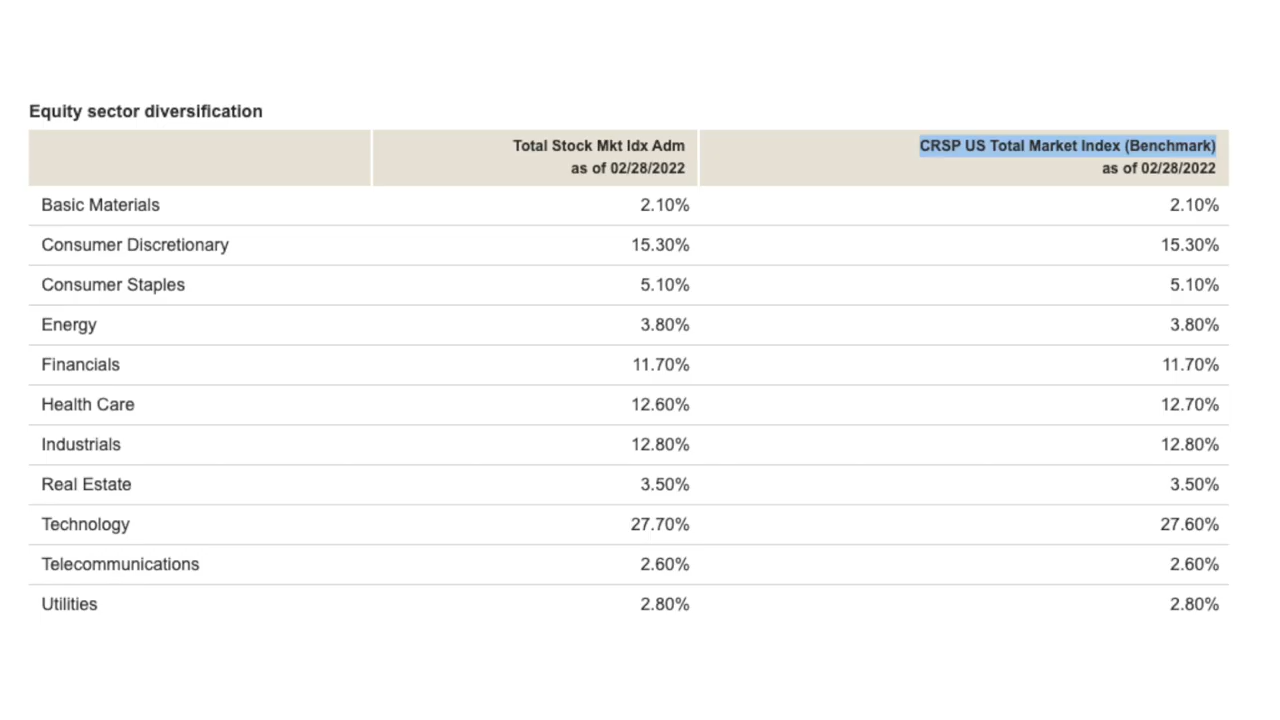 Equity sector diversification
Total Stock Mkt Idx Adm CRSP US Total Market Index (Benchmark)
as of 02/28/2022 as of 02/28/2022
Basic Materials 2.10% 2.10%
Consumer Discretionary 15.30% 15.30%
Consumer Staples 5.10% 5.10%
Energy 3.80% 3.80%
Financials 11.70% 11.70%
Health Care 12.60% 12.70%
Industrials 12.80% 12.80%
Real Estate 3.50% 3.50%
Technology 27.70% 27.60%
Telecommunications 2.60% 2.60%
Utilities 2.80% 2.80%